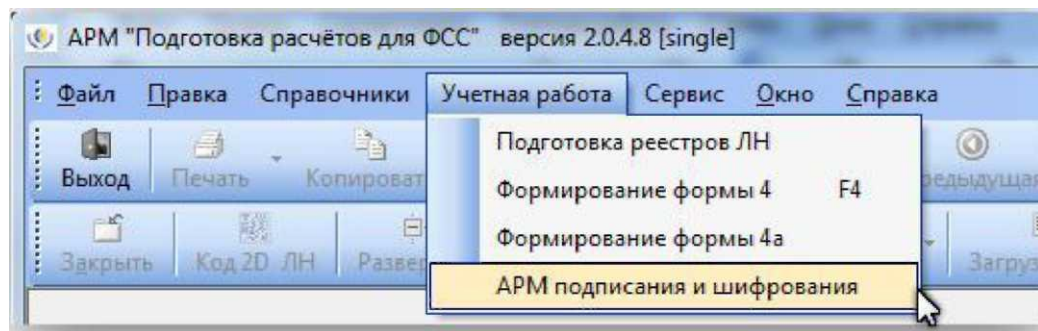 АРМ "Подготовка расчётов для ФСС" версия 2.0.4.8 [single]
Файл Правка Справочники Учетная работа Сервис Окно Справка
Подготовка реестров ЛН
Выход Печать
Формирование формы 4 F4
Формирование формы 4а
Закрыть Код 2D ЛН
АРМ подписания и шифрования